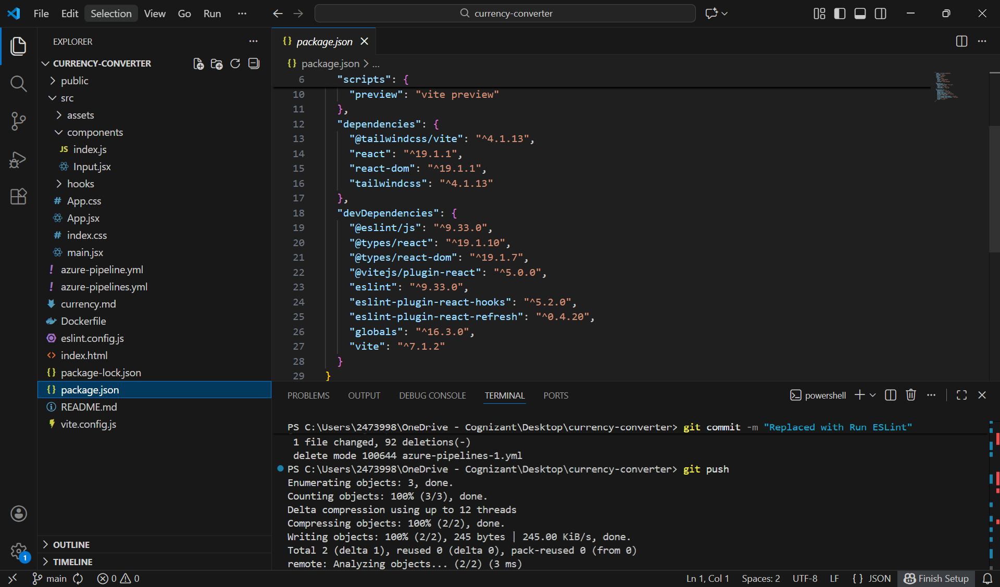 File Edit Selection View Go Run ...
currency-converter
EXPLORER
CURRENCY-CONVERTER
public
src
assets
components
JS index.js
Input.jsx
hooks
# App.css
App.jsx
# index.css
main.jsx
! azure-pipeline.yml
! azure-pipelines.yml
currency.md
Dockerfile
eslint.config.js
<> index.html
{} package-lock.json
{} package.json
README.md
vite.config.js
OUTLINE
TIMELINE
{} package.json
{} package.json > ...
6 "scripts": {
10 "preview": "vite preview"
11 },
12 "dependencies": {
13 "@tailwindcss/vite": "^4.1.13",
14 "react": "^19.1.1",
15 "react-dom": "^19.1.1",
16 "tailwindcss": "^4.1.13"
17 },
18 "devDependencies": {
19 "@eslint/js": "^9.33.0",
20 "@types/react": "^19.1.10",
21 "@types/react-dom": "^19.1.7",
22 "@vitejs/plugin-react": "^5.0.0",
23 "eslint": "^9.33.0",
24 "eslint-plugin-react-hooks": "^5.2.0",
25 "eslint-plugin-react-refresh": "^0.4.20",
26 "globals": "^16.3.0",
27 "vite": "^7.1.2"
28 }
29 }
PROBLEMS OUTPUT DEBUG CONSOLE TERMINAL PORTS
powershell
PS C:\Users\2473998\OneDrive - Cognizant\Desktop\currency-converter> git commit -m "Replaced with Run ESLint"
1 file changed, 92 deletions(-)
delete mode 100644 azure-pipelines-1.yml
PS C:\Users\2473998\OneDrive - Cognizant\Desktop\currency-converter> git push
Enumerating objects: 3, done.
Counting objects: 100% (3/3), done.
Delta compression using up to 12 threads
Compressing objects: 100% (2/2), done.
Writing objects: 100% (2/2), 245 bytes | 245.00 KiB/s, done.
Total 2 (delta 1), reused 0 (delta 0), pack-reused 0 (from 0)
remote: Analyzing objects... (2/2) (3 ms)
1
main 0 0
Ln 1, Col 1 Spaces: 2 UTF-8 LF {} JSON Finish Setup